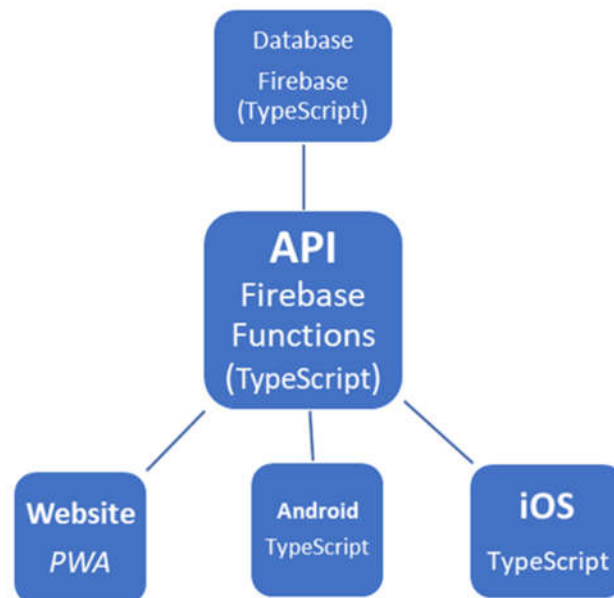 Database
Firebase
(TypeScript)
API
Firebase
Functions
(TypeScript)
Website
PWA
Android
TypeScript
iOS
TypeScript